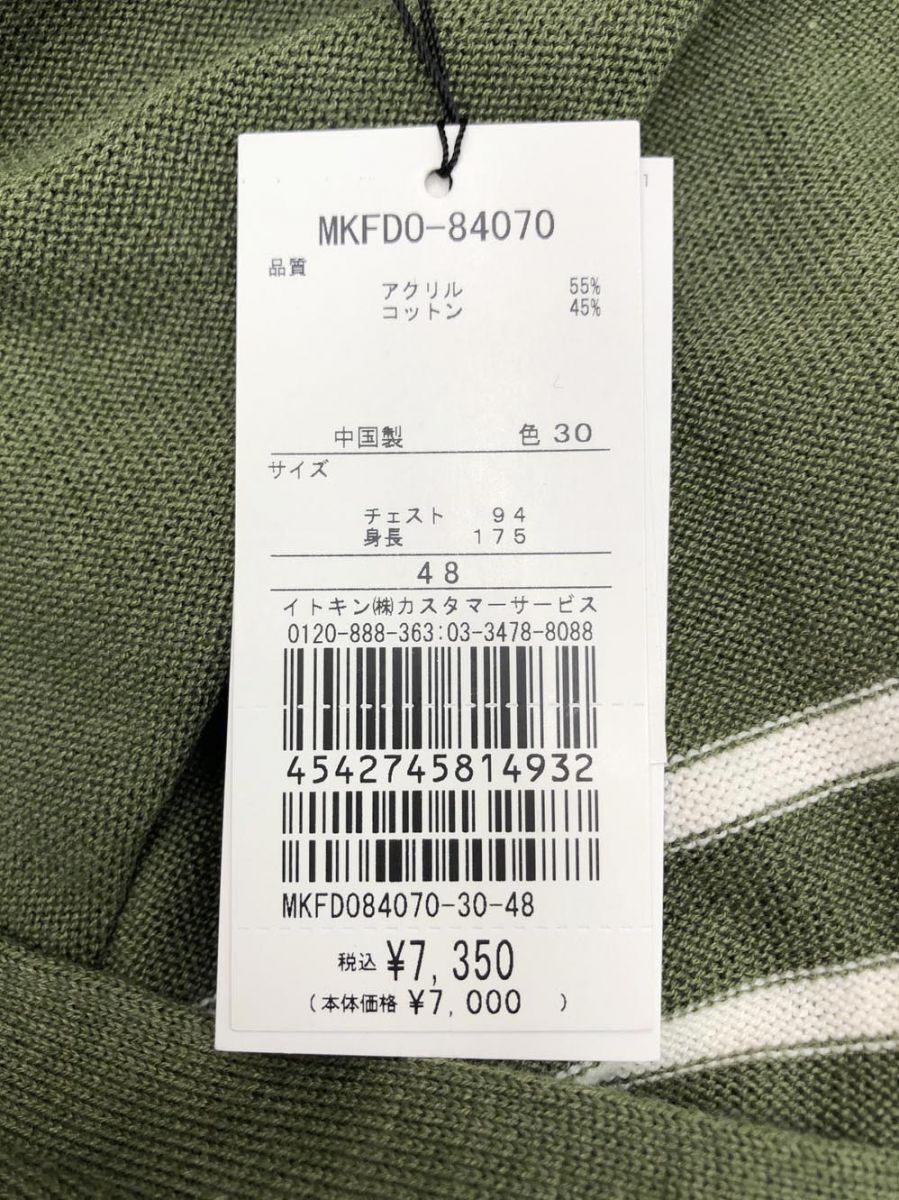 MKFD0-84070
品質
アクリル 55%
コットン 45%
中国製 色 30
サイズ
チェスト 94
身長 175
48
イトキン㈱カスタマーサービス
0120-888-363:03-3478-8088
4542745814932
MKFD084070-30-48
税込 ¥7,350
(本体価格 ¥7,000 )